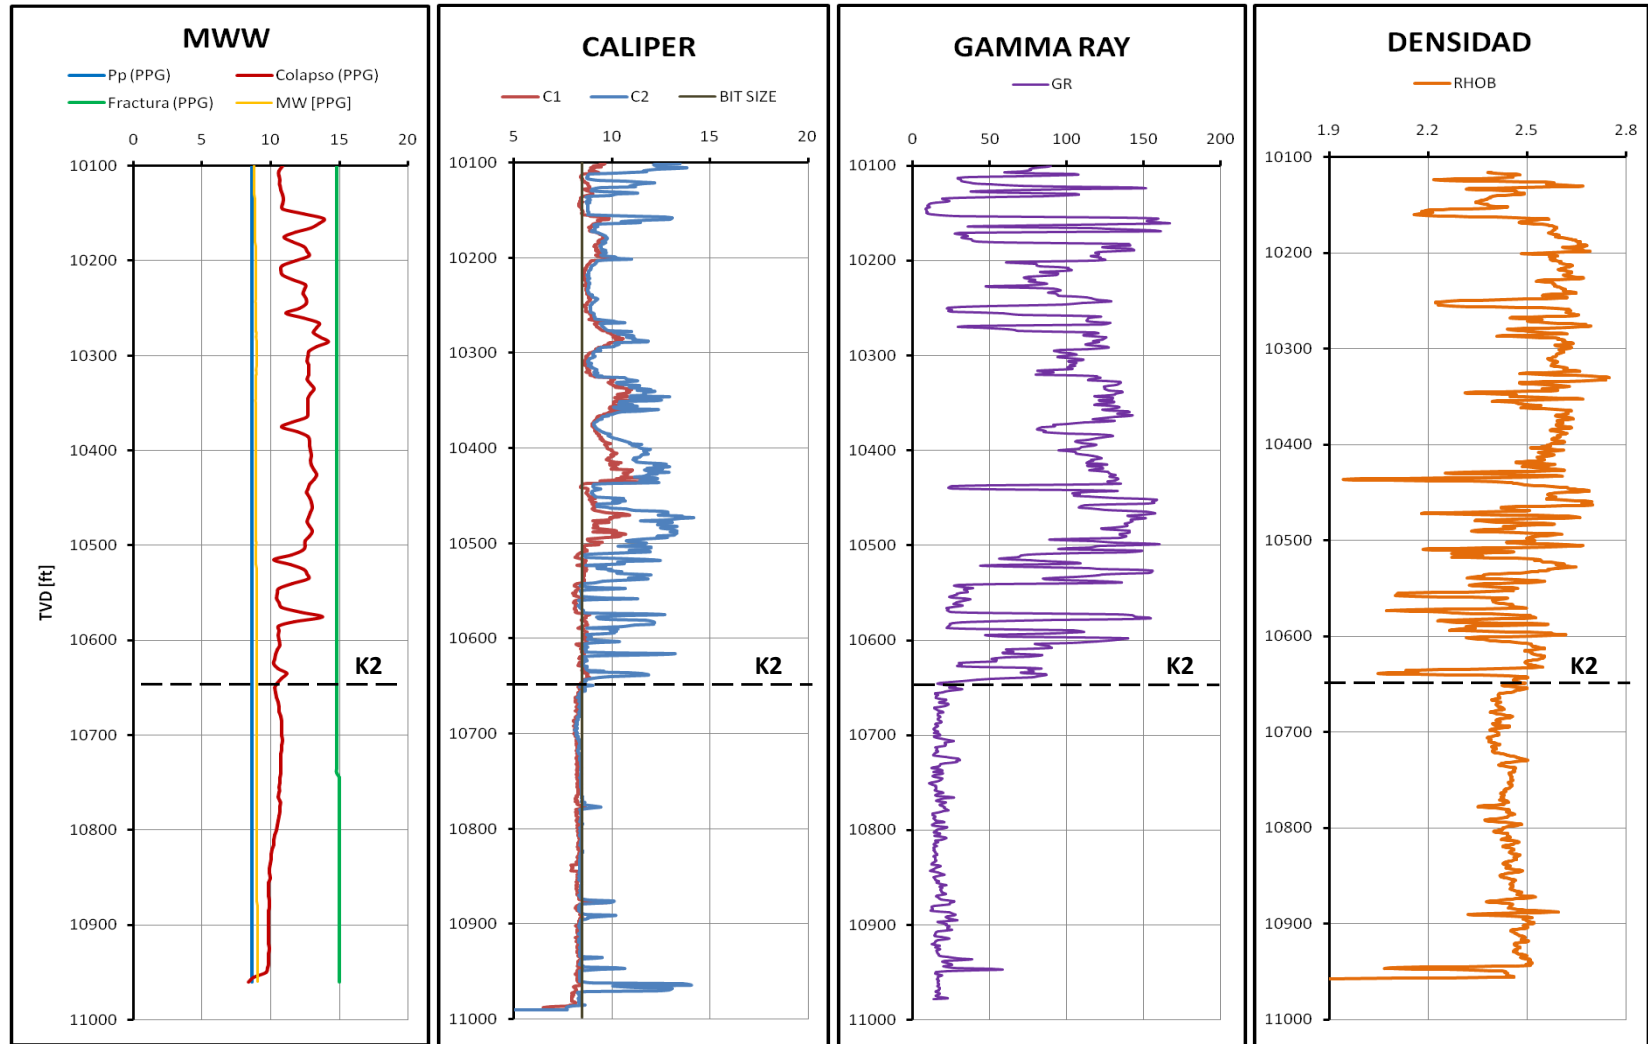 MWW
Pp (PPG) Colapso (PPG)
Fractura (PPG) MW [PPG]
0 5 10 15 20
TVD [ft]
10100
10200
10300
10400
10500
10600
10700
10800
10900
11000
K2
CALIPER
C1 C2 BIT SIZE
5 10 15 20
10100
10200
10300
10400
10500
10600
10700
10800
10900
11000
K2
GAMMA RAY
GR
0 50 100 150 200
10100
10200
10300
10400
10500
10600
10700
10800
10900
11000
K2
DENSIDAD
RHOB
1.9 2.2 2.5 2.8
10100
10200
10300
10400
10500
10600
10700
10800
10900
11000
K2